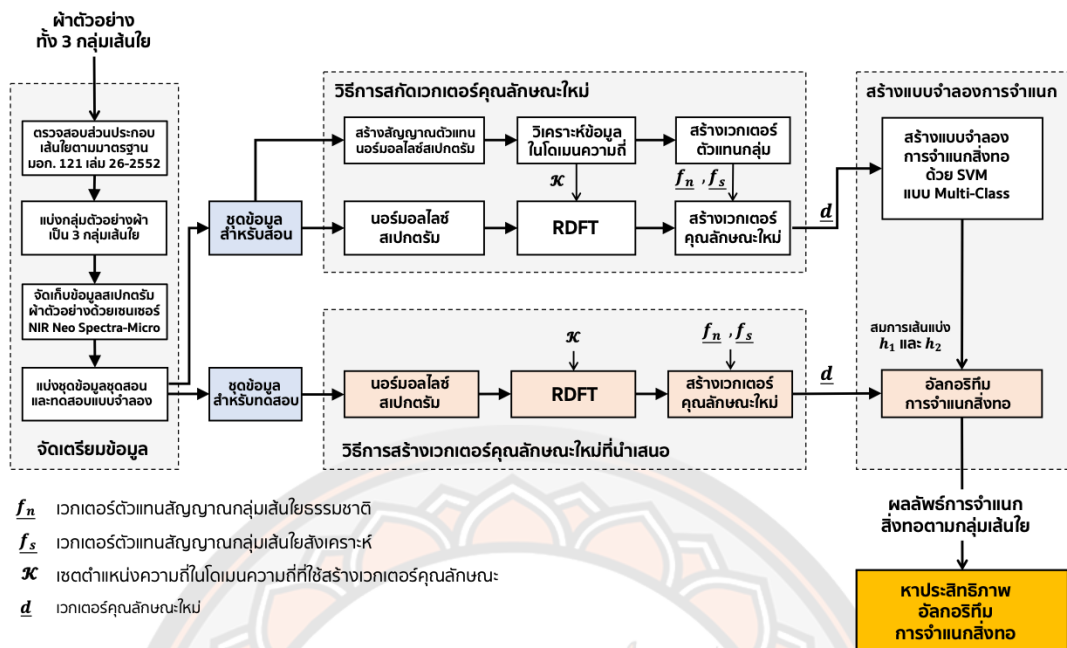 ผ้าตัวอย่าง
ทั้ง 3 กลุ่มเส้นใย
ตรวจสอบส่วนประกอบ
เส้นใยตามมาตรฐาน
มอก. 121 เล่ม 26-2552
แบ่งกลุ่มตัวอย่างผ้า
เป็น 3 กลุ่มเส้นใย
จัดเก็บข้อมูลสเปกตรัม
ผ้าตัวอย่างด้วยเซนเซอร์
NIR Neo Spectra-Micro
แบ่งชุดข้อมูลชุดสอน
และทดสอบแบบจำลอง
จัดเตรียมข้อมูล
ชุดข้อมูล
สำหรับสอน
ชุดข้อมูล
สำหรับทดสอบ
วิธีการสกัดเวกเตอร์คุณลักษณะใหม่
สร้างสัญญาณตัวแทน
นอร์มอลไลซ์สเปกตรัม
วิเคราะห์ข้อมูล
ในโดเมนความถี่
สร้างเวกเตอร์
ตัวแทนกลุ่ม
𝒦
f_n , f_s
นอร์มอลไลซ์
สเปกตรัม
RDFT
สร้างเวกเตอร์
คุณลักษณะใหม่
d
𝒦
f_n , f_s
นอร์มอลไลซ์
สเปกตรัม
RDFT
สร้างเวกเตอร์
คุณลักษณะใหม่
d
วิธีการสร้างเวกเตอร์คุณลักษณะใหม่ที่นำเสนอ
สร้างแบบจำลองการจำแนก
สร้างแบบจำลอง
การจำแนกสิ่งทอ
ด้วย SVM
แบบ Multi-Class
สมการเส้นแบ่ง
h₁ และ h₂
อัลกอริทึม
การจำแนกสิ่งทอ
ผลลัพธ์การจำแนก
สิ่งทอตามกลุ่มเส้นใย
หาประสิทธิภาพ
อัลกอริทึม
การจำแนกสิ่งทอ
f_n เวกเตอร์ตัวแทนสัญญาณกลุ่มเส้นใยธรรมชาติ
f_s เวกเตอร์ตัวแทนสัญญาณกลุ่มเส้นใยสังเคราะห์
𝒦 เซตตำแหน่งความถี่ในโดเมนความถี่ที่ใช้สร้างเวกเตอร์คุณลักษณะ
d เวกเตอร์คุณลักษณะใหม่